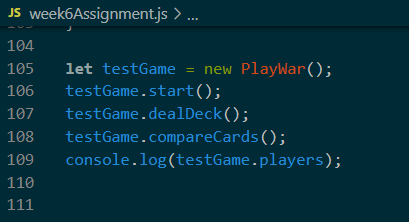 JS week6Assignment.js > ...
103 }
104
105 let testGame = new PlayWar();
106 testGame.start();
107 testGame.dealDeck();
108 testGame.compareCards();
109 console.log(testGame.players);
110
111